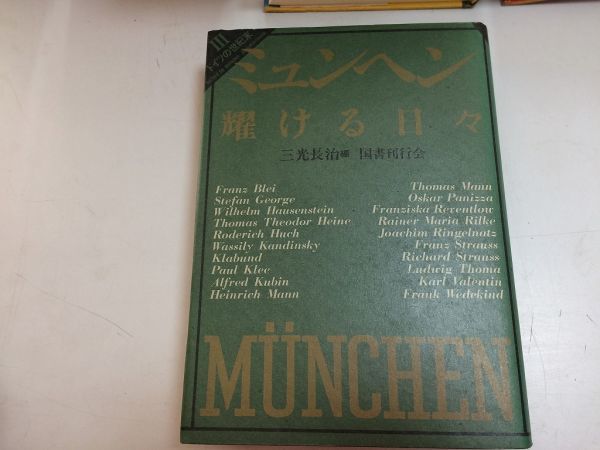 III
ドイツの世紀末
ミュンヘン
耀ける日々
三光長治編 国書刊行会
Franz Blei
Stefan George
Wilhelm Hausenstein
Thomas Theodor Heine
Roderich Huch
Wassily Kandinsky
Klabund
Paul Klee
Alfred Kubin
Heinrich Mann
Thomas Mann
Oskar Panizza
Franziska Reventlow
Rainer Maria Rilke
Joachim Ringelnatz
Franz Strauss
Richard Strauss
Ludwig Thoma
Karl Valentin
Frank Wedekind
MÜNCHEN